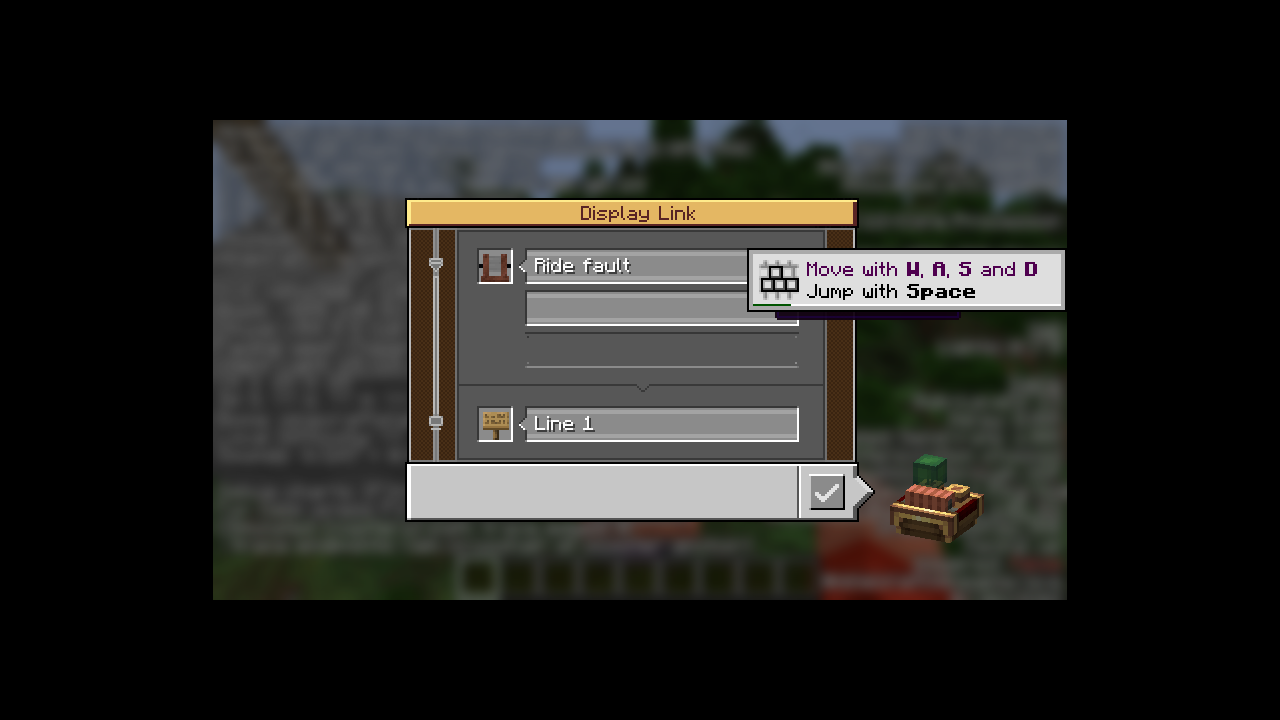 Display Link
Ride fault
Move with W, A, S and D
Jump with Space
Line 1